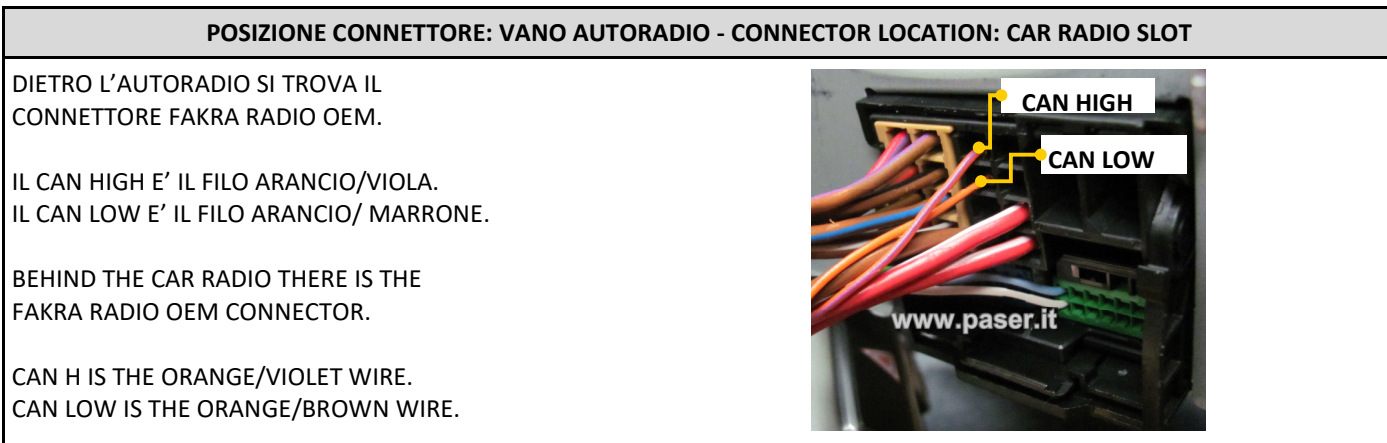 POSIZIONE CONNETTORE: VANO AUTORADIO - CONNECTOR LOCATION: CAR RADIO SLOT
DIETRO L’AUTORADIO SI TROVA IL
CONNETTORE FAKRA RADIO OEM.
IL CAN HIGH E’ IL FILO ARANCIO/VIOLA.
IL CAN LOW E’ IL FILO ARANCIO/ MARRONE.
BEHIND THE CAR RADIO THERE IS THE
FAKRA RADIO OEM CONNECTOR.
CAN H IS THE ORANGE/VIOLET WIRE.
CAN LOW IS THE ORANGE/BROWN WIRE.
CAN HIGH
CAN LOW
www.paser.it